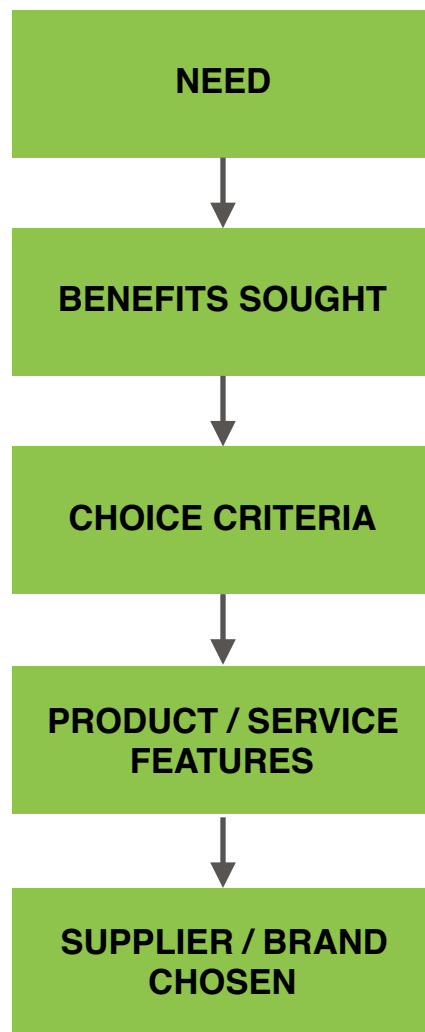 NEED
BENEFITS SOUGHT
CHOICE CRITERIA
PRODUCT / SERVICE
FEATURES
SUPPLIER / BRAND
CHOSEN